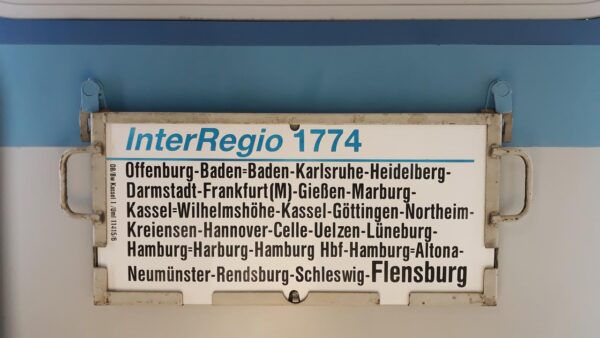 InterRegio 1774
Offenburg-Baden=Baden-Karlsruhe-Heidelberg-
Darmstadt-Frankfurt(M)-Gießen-Marburg-
Kassel=Wilhelmshöhe-Kassel-Göttingen-Northeim-
Kreiensen-Hannover-Celle-Uelzen-Lüneburg-
Hamburg=Harburg-Hamburg Hbf-Hamburg=Altona-
Neumünster-Rendsburg-Schleswig-Flensburg